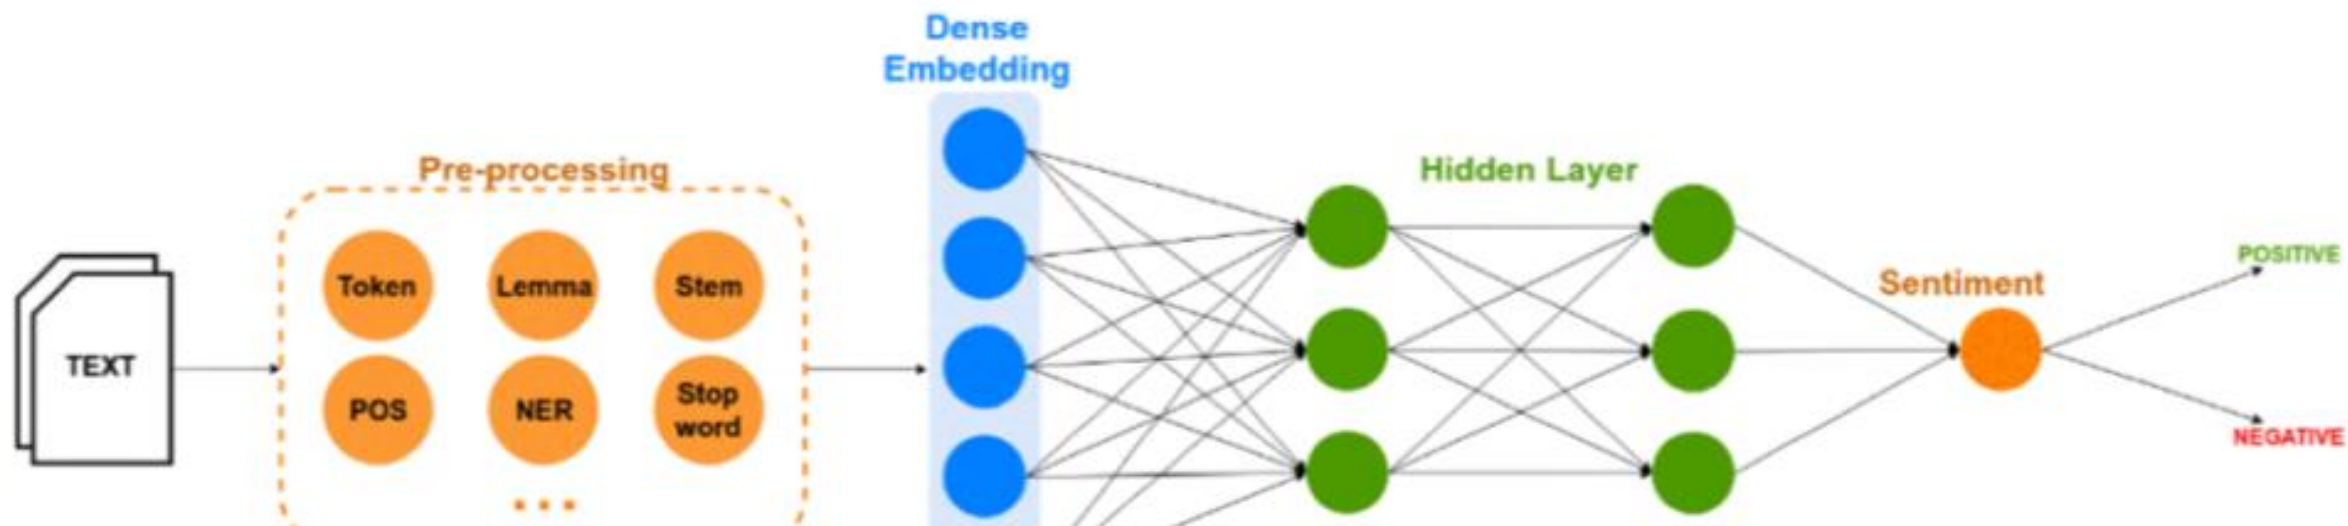 Dense
Embedding
Pre-processing
Hidden Layer
Token
Lemma
Stem
Sentiment
POSITIVE
TEXT
POS
NER
Stop
word
NEGATIVE
...